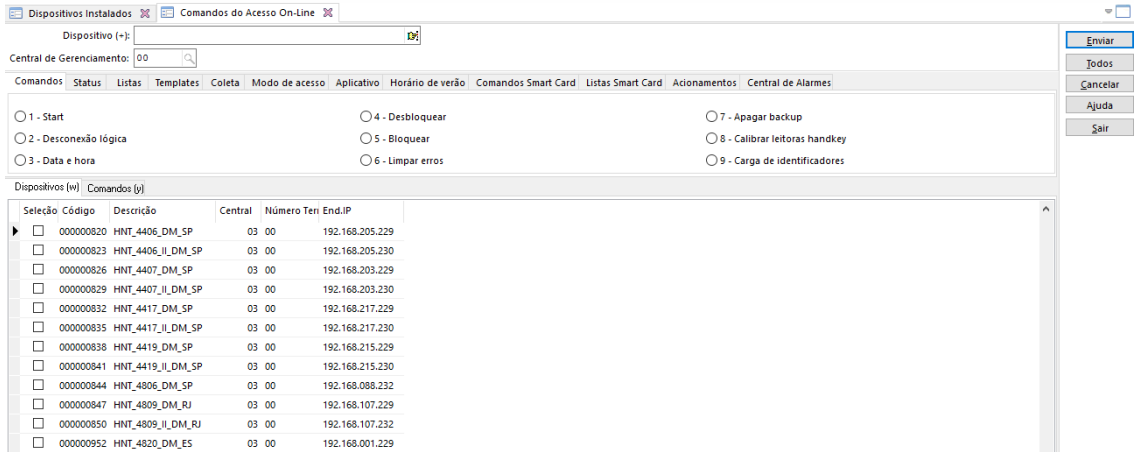 Dispositivos Instalados Comandos do Acesso On-Line
Dispositivo (+):
Enviar
Central de Gerenciamento: 00
Todos
Comandos Status Listas Templates Coleta Modo de acesso Aplicativo Horário de verão Comandos Smart Card Listas Smart Card Acionamentos Central de Alarmes
Cancelar
Ajuda
1 - Start 4 - Desbloquear 7 - Apagar backup
Sair
2 - Desconexão lógica 5 - Bloquear 8 - Calibrar leitoras handkey
3 - Data e hora 6 - Limpar erros 9 - Carga de identificadores
Dispositivos (w) Comandos (y)
Seleção Código Descrição Central Número Ten End.IP
000000820 HNT_4406_DM_SP 03 00 192.168.205.229
000000823 HNT_4406_II_DM_SP 03 00 192.168.205.230
000000826 HNT_4407_DM_SP 03 00 192.168.203.229
000000829 HNT_4407_II_DM_SP 03 00 192.168.203.230
000000832 HNT_4417_DM_SP 03 00 192.168.217.229
000000835 HNT_4417_II_DM_SP 03 00 192.168.217.230
000000838 HNT_4419_DM_SP 03 00 192.168.215.229
000000841 HNT_4419_II_DM_SP 03 00 192.168.215.230
000000844 HNT_4806_DM_SP 03 00 192.168.088.232
000000847 HNT_4809_DM_RJ 03 00 192.168.107.229
000000850 HNT_4809_II_DM_RJ 03 00 192.168.107.232
000000952 HNT_4820_DM_ES 03 00 192.168.001.229